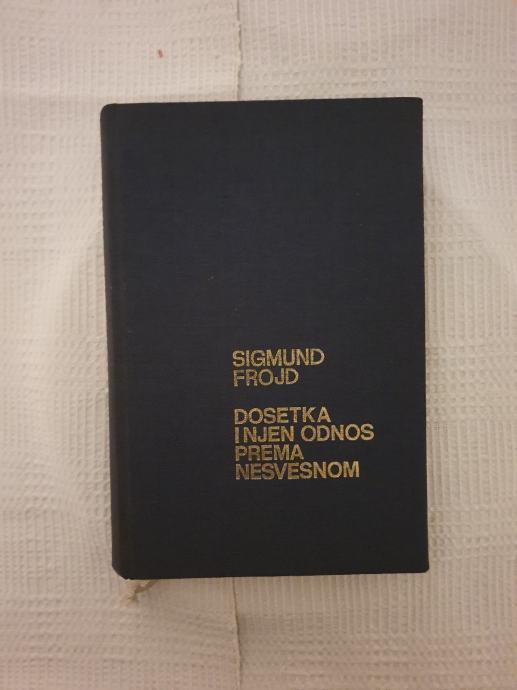 SIGMUND
FROJD
DOSETKA
I NJEN ODNOS
PREMA
NESVESNOM